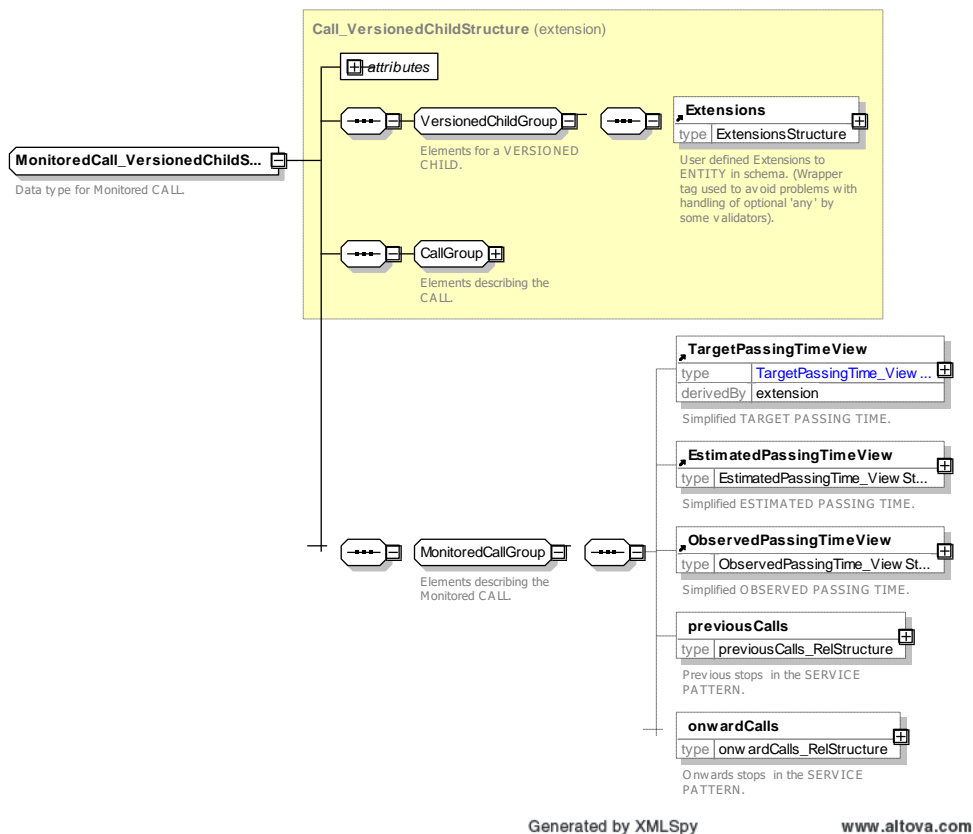 Call_VersionedChildStructure (extension)
attributes
VersionedChildGroup
Elements for a VERSIONED
CHILD.
Extensions
type ExtensionsStructure
User defined Extensions to
ENTITY in schema. (Wrapper
tag used to avoid problems with
handling of optional 'any' by
some validators).
MonitoredCall_VersionedChildS...
Data type for Monitored CALL.
CallGroup
Elements describing the
CALL.
TargetPassingTimeView
type TargetPassingTime_View ...
derivedBy extension
Simplified TARGET PASSING TIME.
EstimatedPassingTimeView
type EstimatedPassingTime_View St...
Simplified ESTIMATED PASSING TIME.
MonitoredCallGroup
Elements describing the
Monitored CALL.
ObservedPassingTimeView
type ObservedPassingTime_View St...
Simplified OBSERVED PASSING TIME.
previousCalls
type previousCalls_RelStructure
Previous stops in the SERVICE
PATTERN.
onwardCalls
type onwardCalls_RelStructure
Onwards stops in the SERVICE
PATTERN.
Generated by XMLSpy www.altova.com